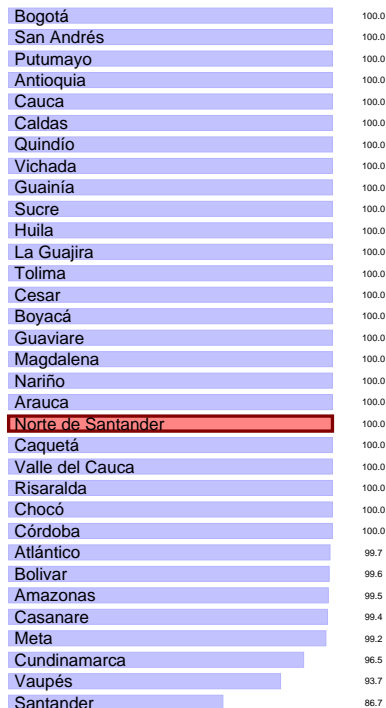 Bogotá 100.0
San Andrés 100.0
Putumayo 100.0
Antioquia 100.0
Cauca 100.0
Caldas 100.0
Quindío 100.0
Vichada 100.0
Guainía 100.0
Sucre 100.0
Huila 100.0
La Guajira 100.0
Tolima 100.0
Cesar 100.0
Boyacá 100.0
Guaviare 100.0
Magdalena 100.0
Nariño 100.0
Arauca 100.0
Norte de Santander 100.0
Caquetá 100.0
Valle del Cauca 100.0
Risaralda 100.0
Chocó 100.0
Córdoba 100.0
Atlántico 99.7
Bolivar 99.6
Amazonas 99.5
Casanare 99.4
Meta 99.2
Cundinamarca 96.5
Vaupés 93.7
Santander 86.7